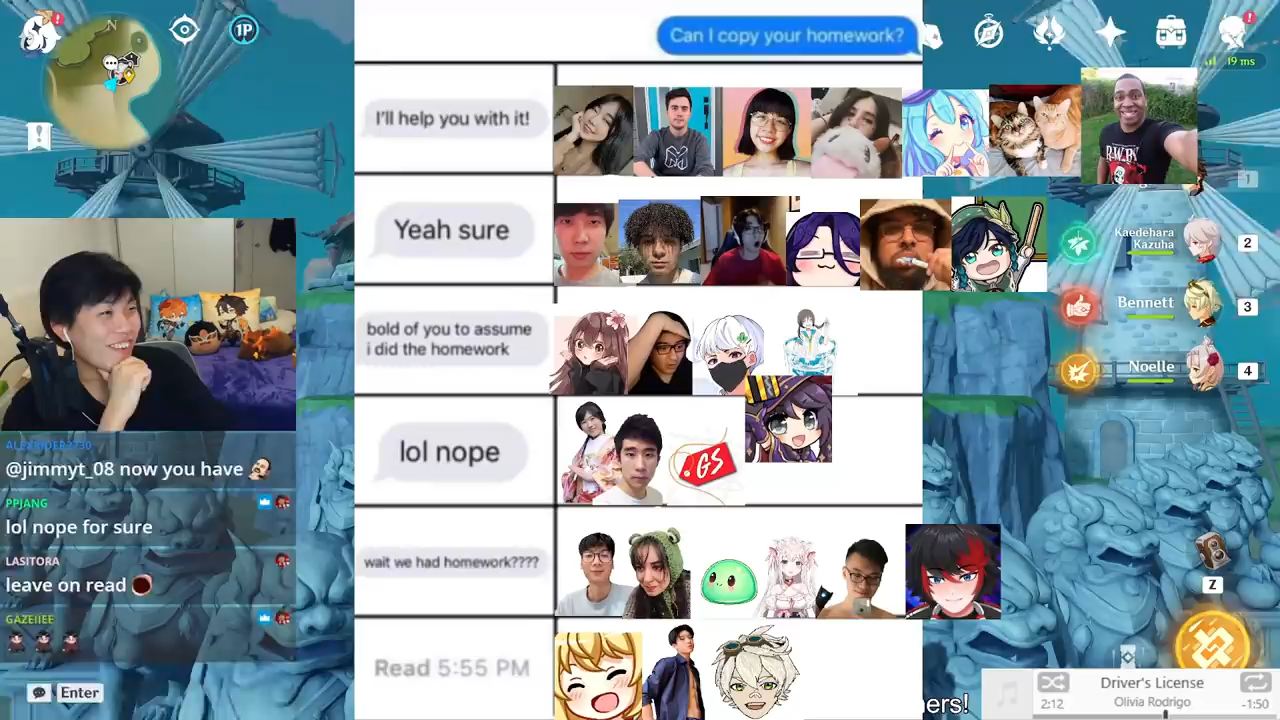 N
1P
19 ms
Can I copy your homework?
I'll help you with it!
Yeah sure
bold of you to assume
i did the homework
lol nope
GS
wait we had homework????
Read 5:55 PM
RWBY
1
Kaedehara
Kazuha
2
Bennett
3
Noelle
4
Z
@jimmyt_08 now you have
PPJANG
lol nope for sure
LASITORA
leave on read
GAZEIIEE
Enter
ers!
Driver's License
Olivia Rodrigo
2:12
-1:50